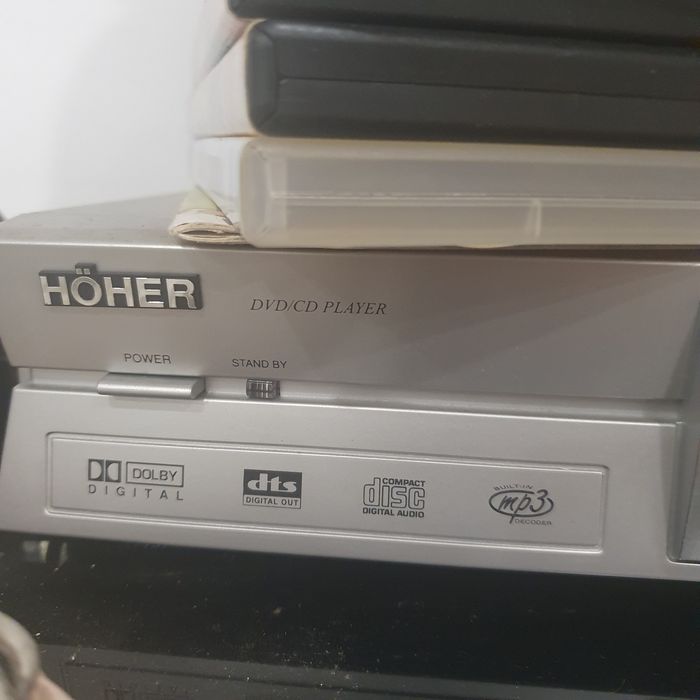 HÖHER
DVD/CD PLAYER
POWER
STAND BY
DOLBY
DIGITAL
dts
DIGITAL OUT
COMPACT
disc
DIGITAL AUDIO
BUILT-IN
mp3
DECODER